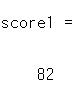 score1 =
82